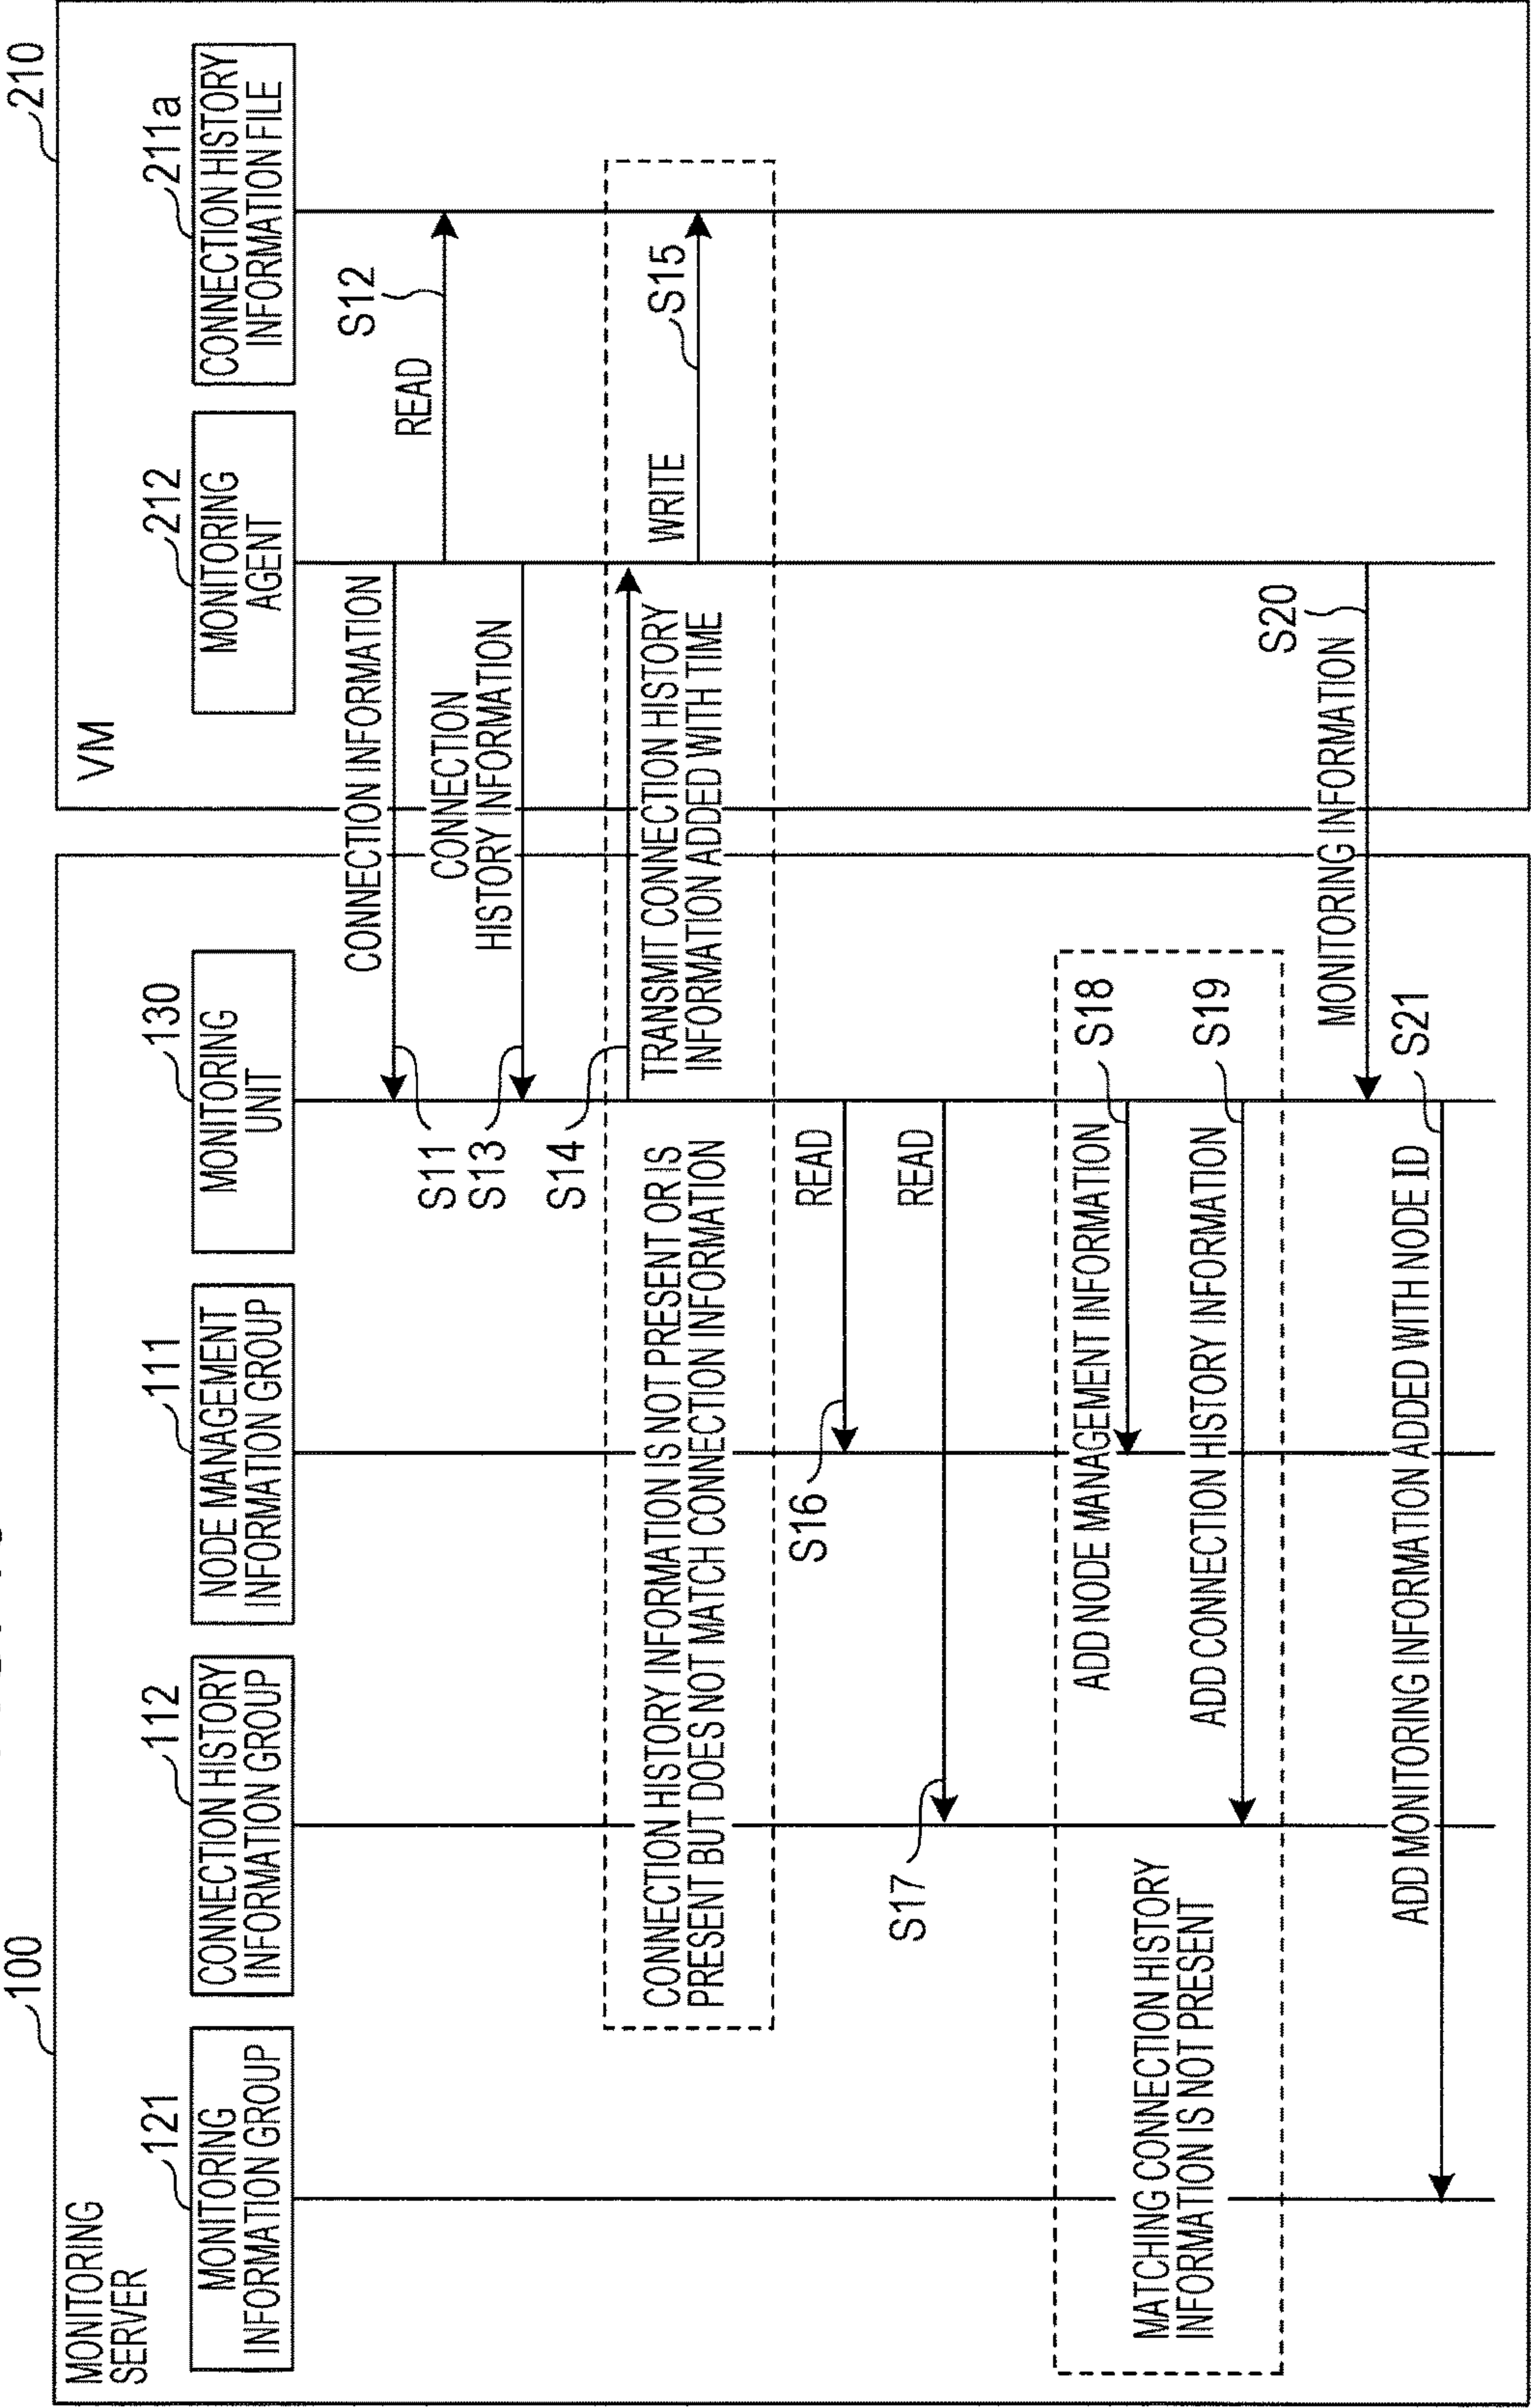 100
MONITORING
SERVER
121
MONITORING
INFORMATION GROUP
112
CONNECTION HISTORY
INFORMATION GROUP
111
NODE MANAGEMENT
INFORMATION GROUP
130
MONITORING
UNIT
210
VM
212
MONITORING
AGENT
211a
CONNECTION HISTORY
INFORMATION FILE
CONNECTION INFORMATION
S11
READ
S12
CONNECTION
HISTORY INFORMATION
S13
S14
CONNECTION HISTORY INFORMATION IS NOT PRESENT OR IS
PRESENT BUT DOES NOT MATCH CONNECTION INFORMATION
TRANSMIT CONNECTION HISTORY
INFORMATION ADDED WITH TIME
WRITE
S15
READ
S16
READ
S17
MATCHING CONNECTION HISTORY
INFORMATION IS NOT PRESENT
ADD NODE MANAGEMENT INFORMATION
S18
ADD CONNECTION HISTORY INFORMATION
S19
MONITORING INFORMATION
S20
ADD MONITORING INFORMATION ADDED WITH NODE ID
S21